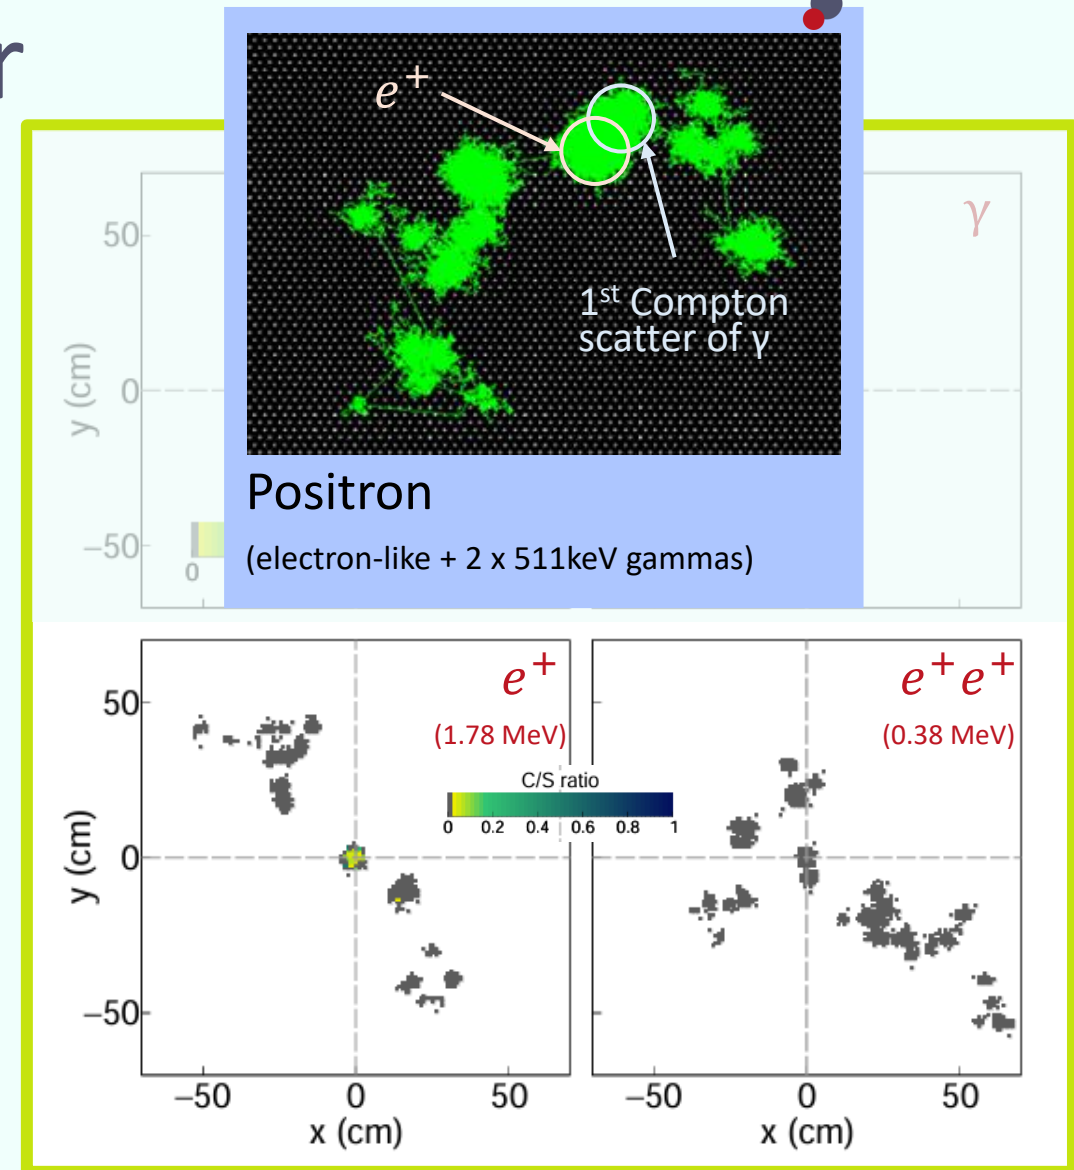 r
e⁺
1ˢᵗ Compton
scatter of γ
Positron
(electron-like + 2 x 511keV gammas)
γ
50
0
−50
y (cm)
0
e⁺
(1.78 MeV)
e⁺e⁺
(0.38 MeV)
C/S ratio
0 0.2 0.4 0.6 0.8 1
50
0
−50
y (cm)
−50 0 50
x (cm)
−50 0 50
x (cm)